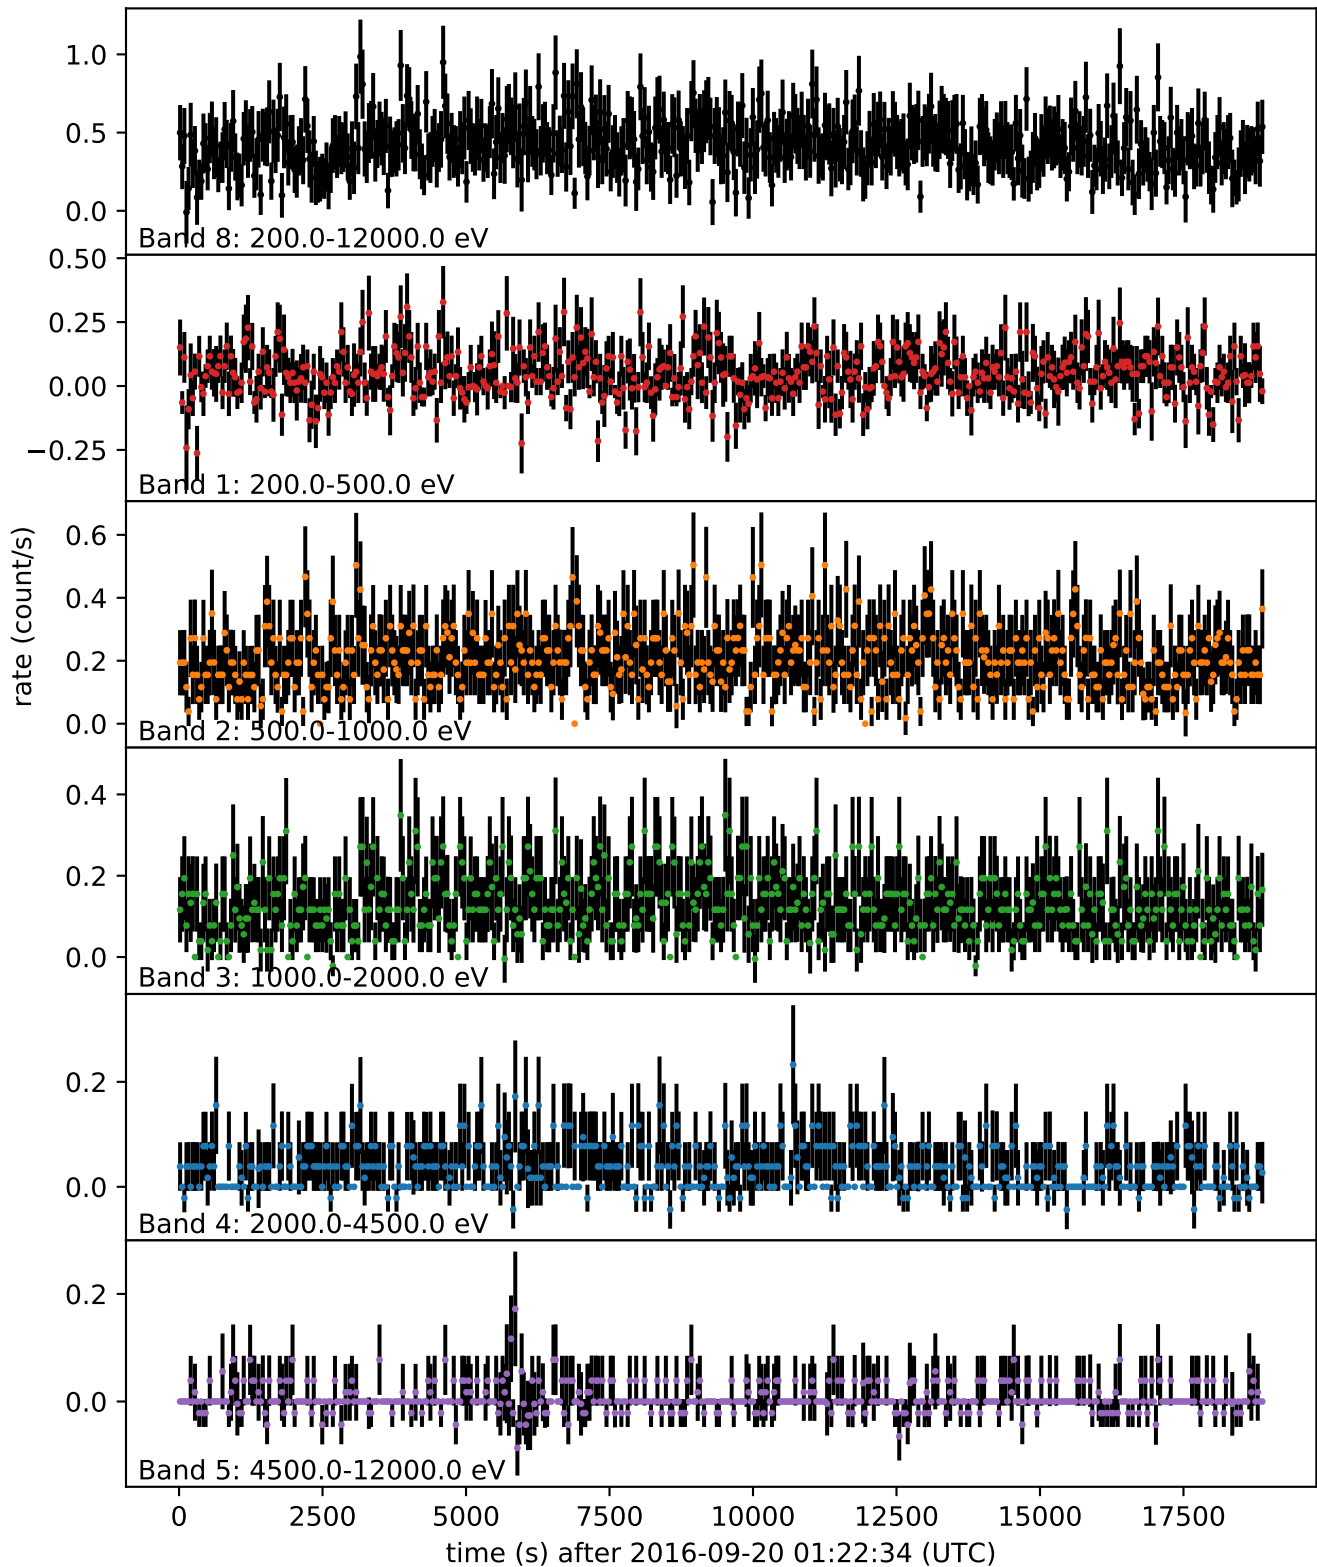 1.0
0.5
0.0
Band 8: 200.0-12000.0 eV
0.50
0.25
0.00
−0.25
Band 1: 200.0-500.0 eV
rate (count/s)
0.6
0.4
0.2
0.0
Band 2: 500.0-1000.0 eV
0.4
0.2
0.0
Band 3: 1000.0-2000.0 eV
0.2
0.0
Band 4: 2000.0-4500.0 eV
0.2
0.0
Band 5: 4500.0-12000.0 eV
0 2500 5000 7500 10000 12500 15000 17500
time (s) after 2016-09-20 01:22:34 (UTC)